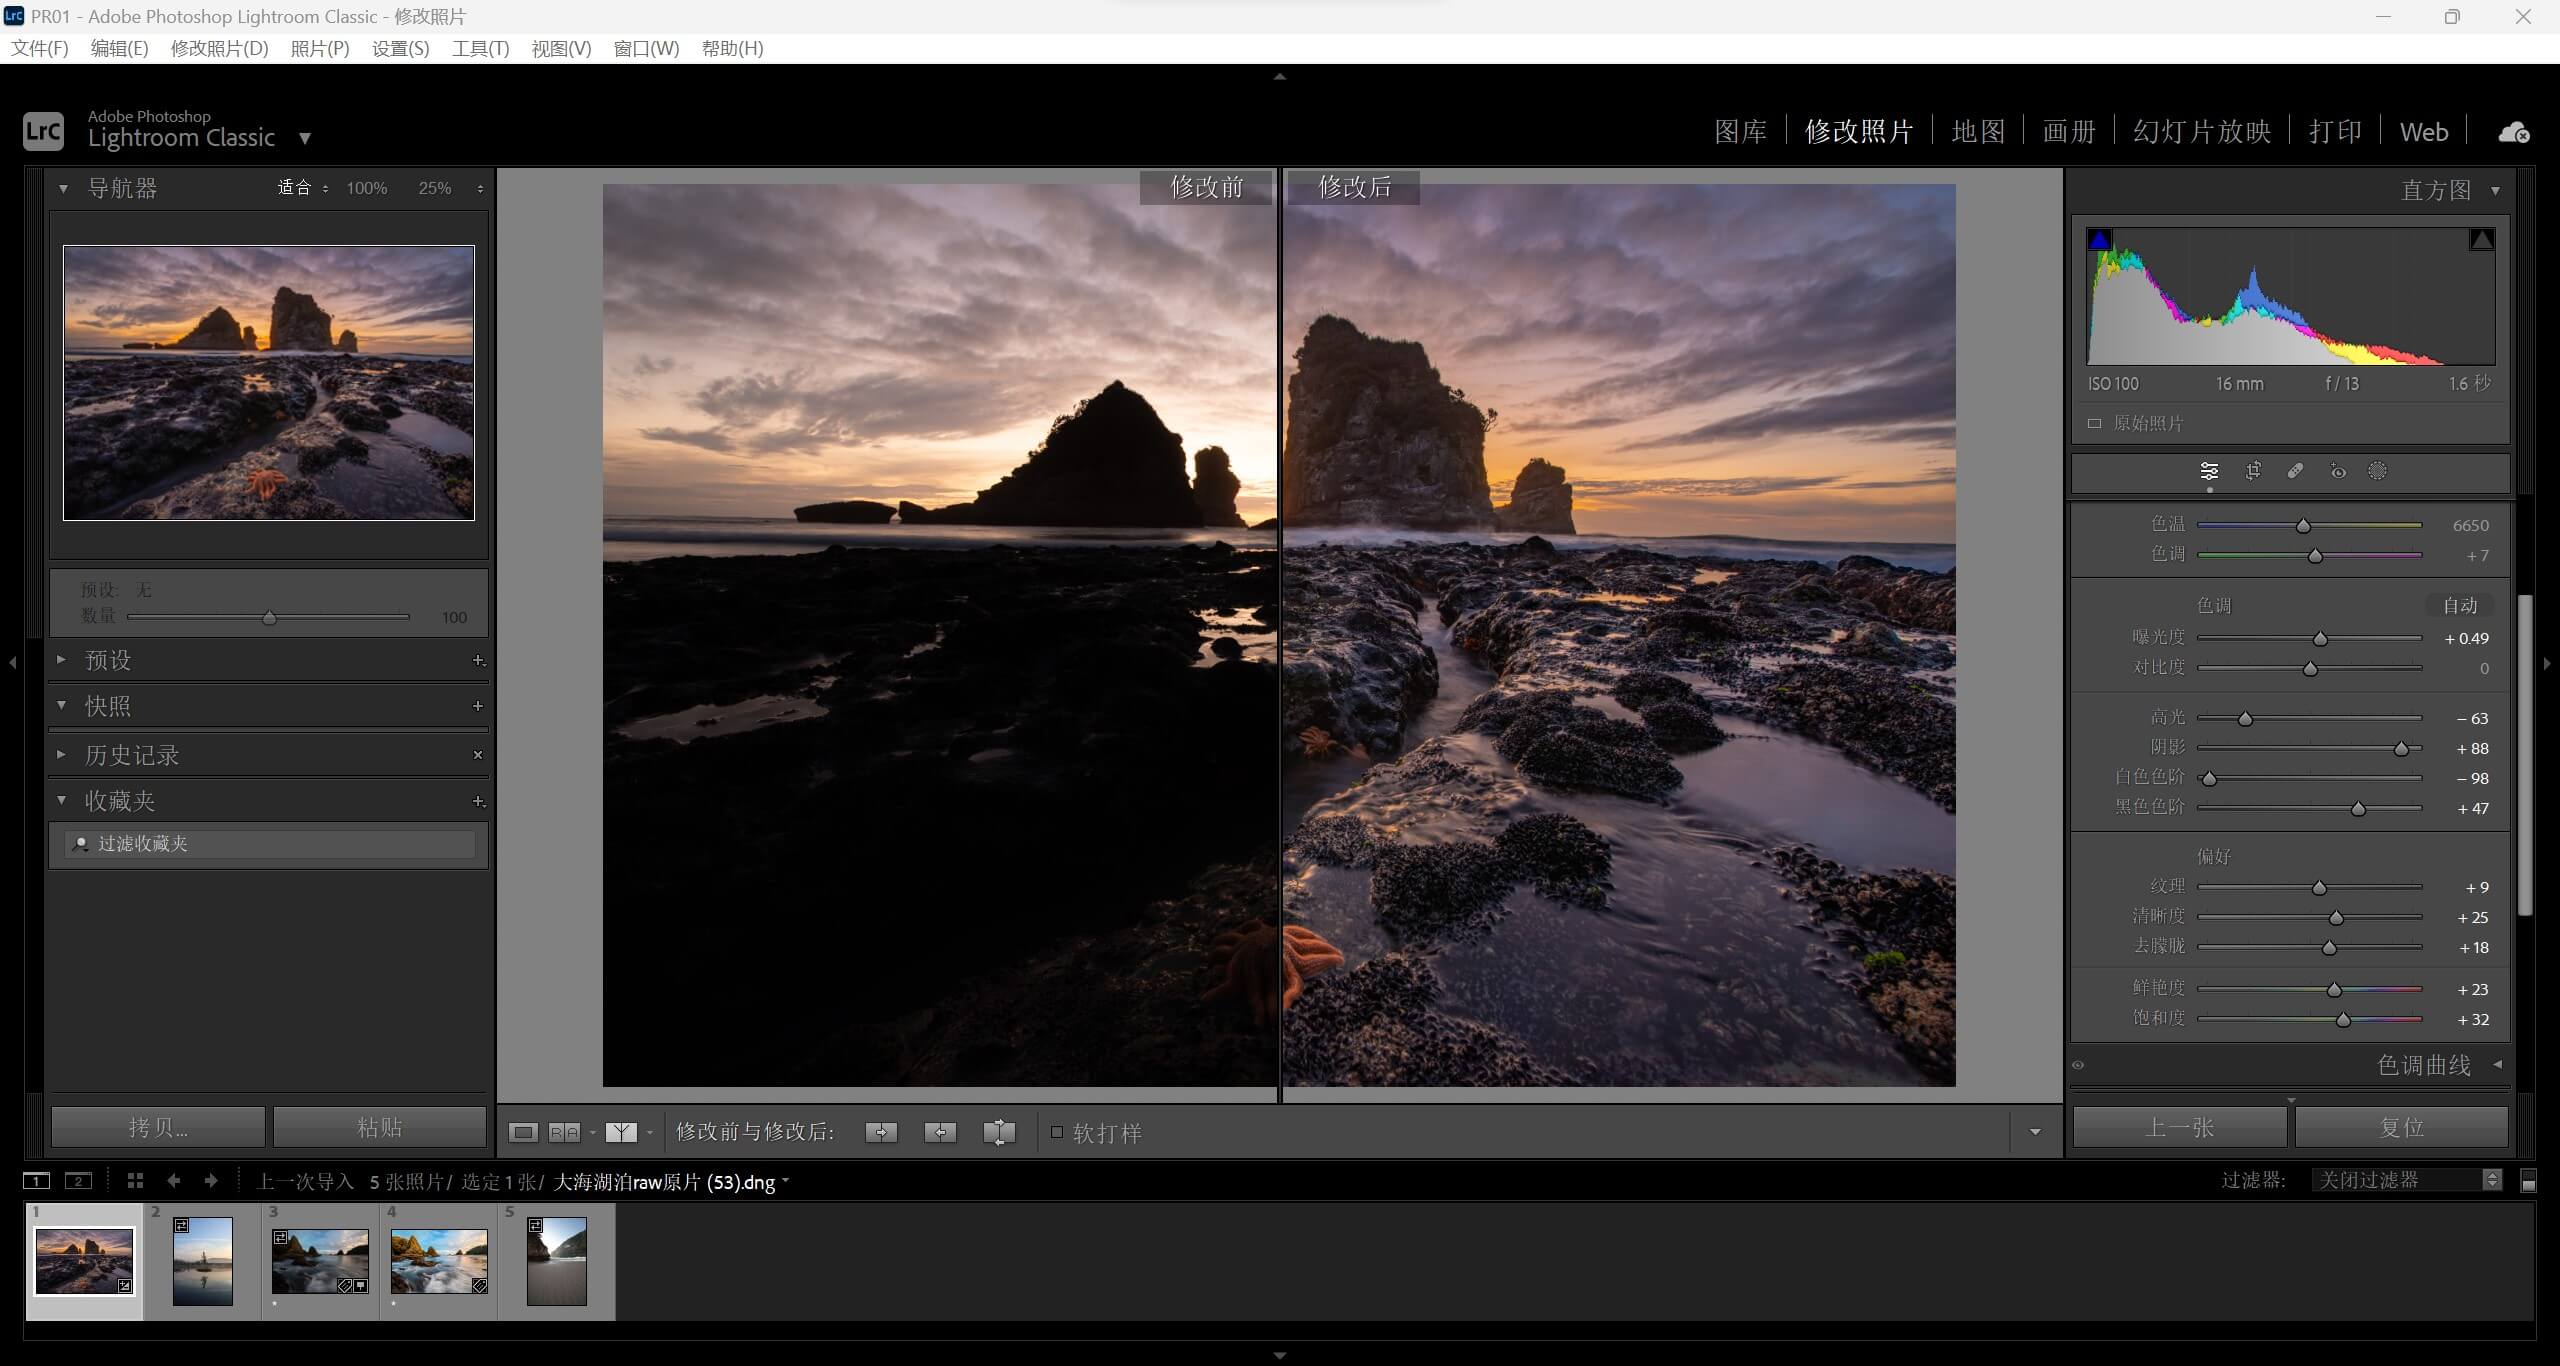 PR01 - Adobe Photoshop Lightroom Classic - 修改照片
文件(F) 编辑(E) 修改照片(D) 照片(P) 设置(S) 工具(T) 视图(V) 窗口(W) 帮助(H)
LrC
Adobe Photoshop
Lightroom Classic
图库 修改照片 地图 画册 幻灯片放映 打印 Web
导航器 适合 100% 25%
预设: 无
数量 100
预设
快照
历史记录
收藏夹
过滤收藏夹
拷贝... 粘贴
修改前 修改后
修改前与修改后: 软打样
直方图
ISO 100 16 mm f / 13 1.6 秒
原始照片
色温 6650
色调 + 7
色调 自动
曝光度 + 0.49
对比度 0
高光 − 63
阴影 + 88
白色色阶 − 98
黑色色阶 + 47
偏好
纹理 + 9
清晰度 + 25
去朦胧 + 18
鲜艳度 + 23
饱和度 + 32
色调曲线
上一张 复位
1 2 上一次导入 5 张照片/ 选定 1 张/ 大海湖泊raw原片 (53).dng 过滤器: 关闭过滤器
1 2 3 4 5